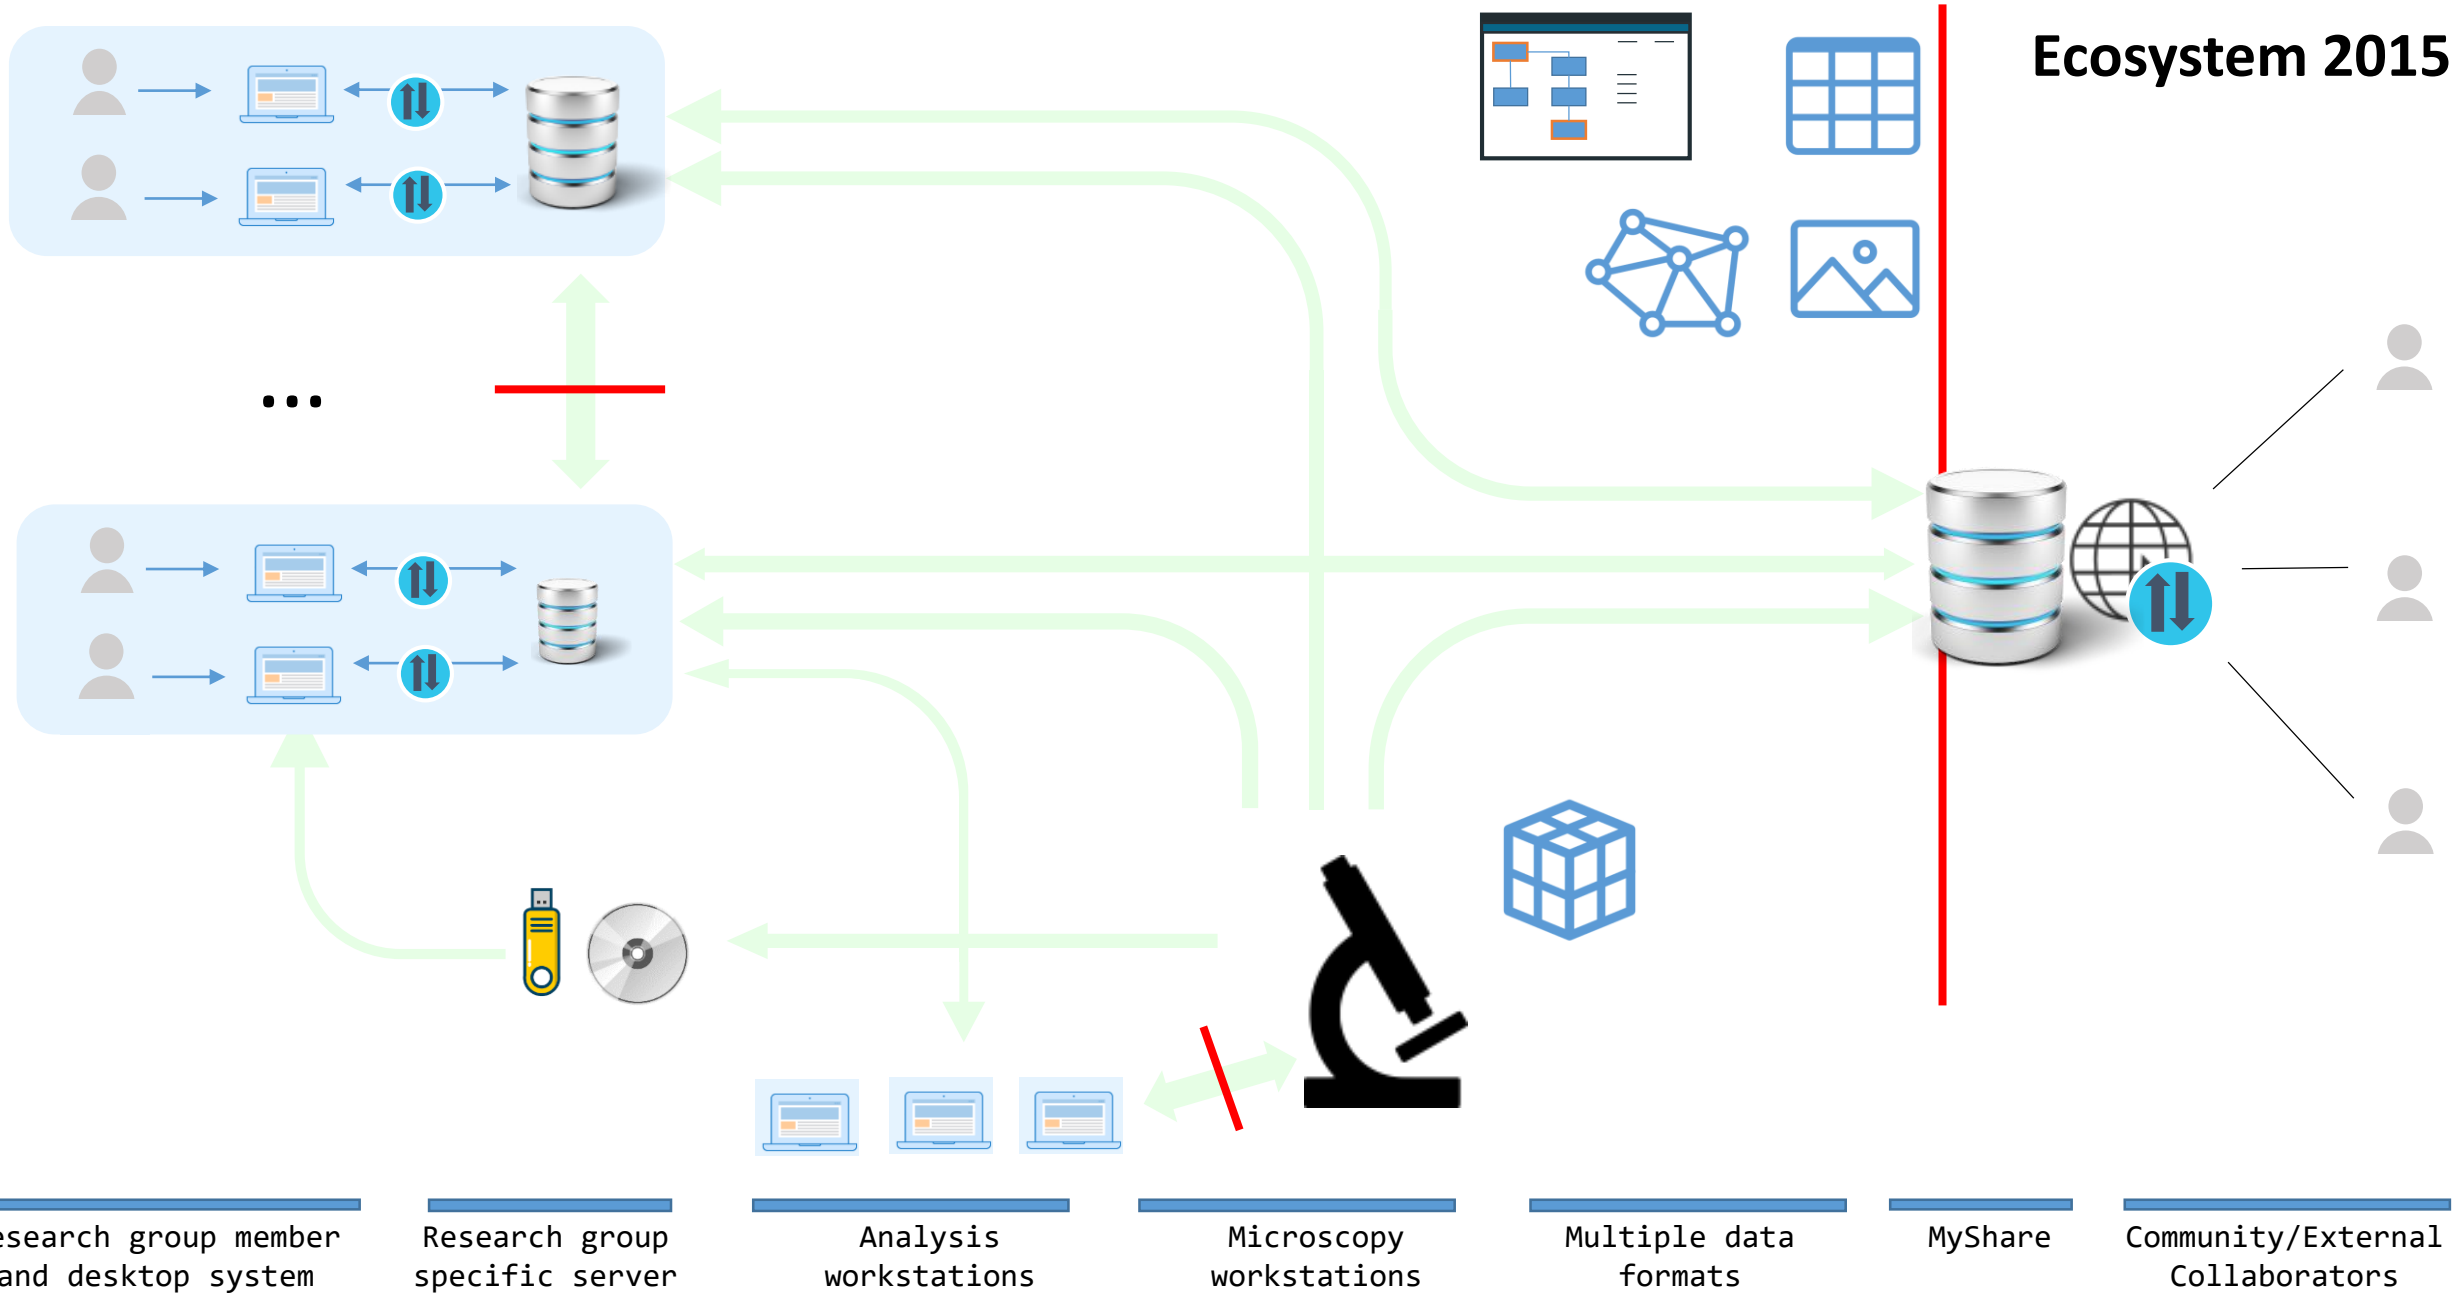 Ecosystem 2015
...
esearch group member
and desktop system
Research group
specific server
Analysis
workstations
Microscopy
workstations
Multiple data
formats
MyShare
Community/External
Collaborators